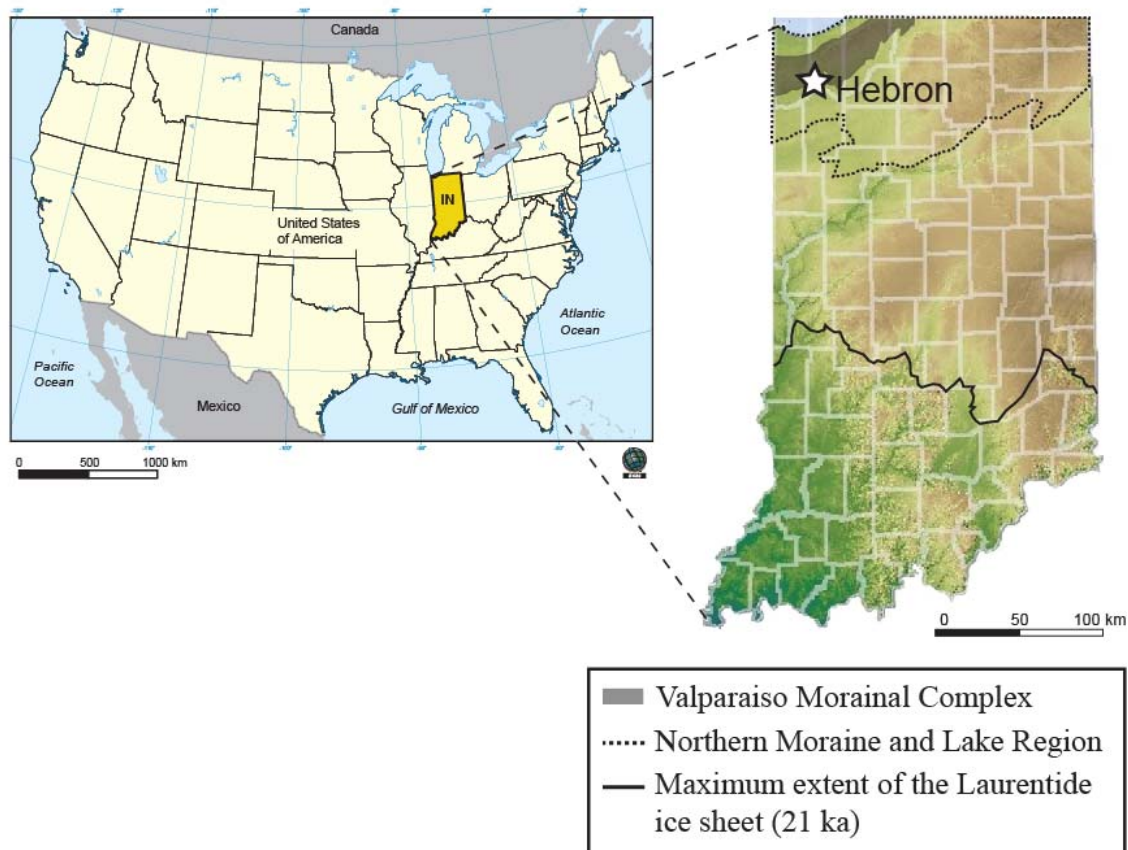 Canada
United States
of America
IN
Atlantic
Ocean
Pacific
Ocean
Mexico
Gulf of Mexico
0 500 1000 km
Hebron
0 50 100 km
Valparaiso Morainal Complex
Northern Moraine and Lake Region
Maximum extent of the Laurentide
ice sheet (21 ka)